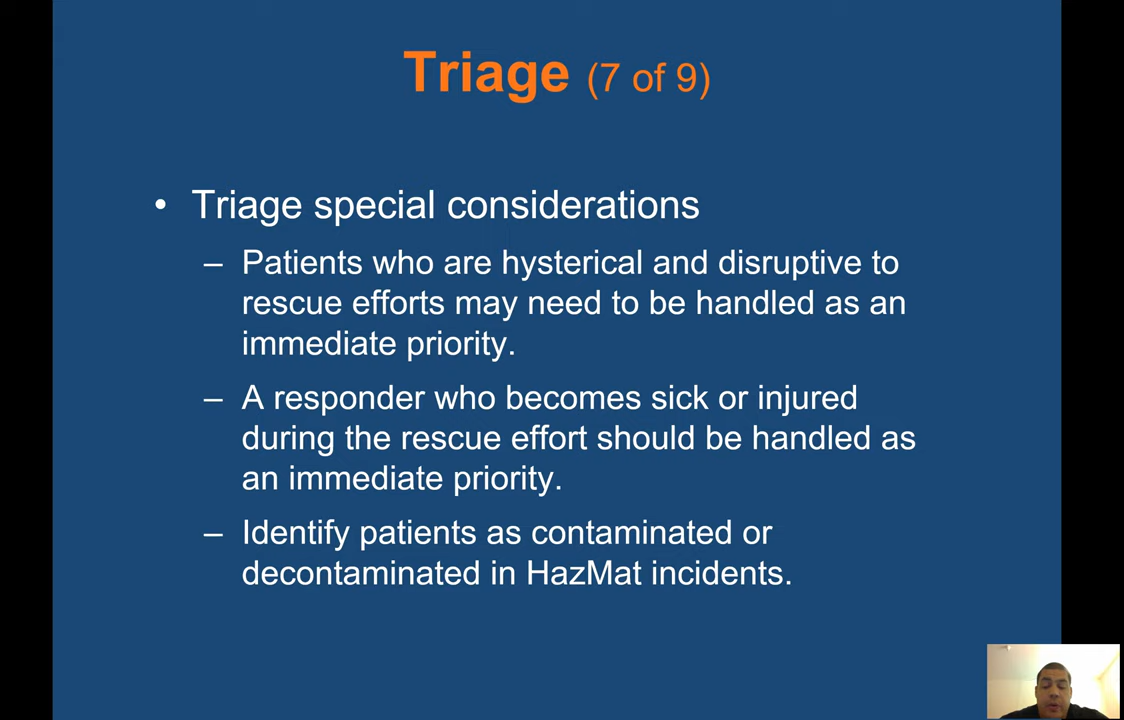 Triage (7 of 9)
• Triage special considerations
– Patients who are hysterical and disruptive to
rescue efforts may need to be handled as an
immediate priority.
– A responder who becomes sick or injured
during the rescue effort should be handled as
an immediate priority.
– Identify patients as contaminated or
decontaminated in HazMat incidents.